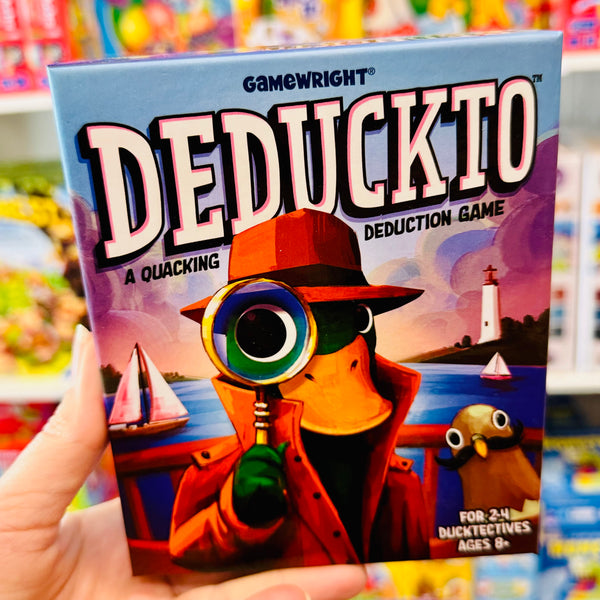 GAMEWRIGHT®
DEDUCKTO™
A QUACKING DEDUCTION GAME
FOR 2-4
DUCKTECTIVES
AGES 8+